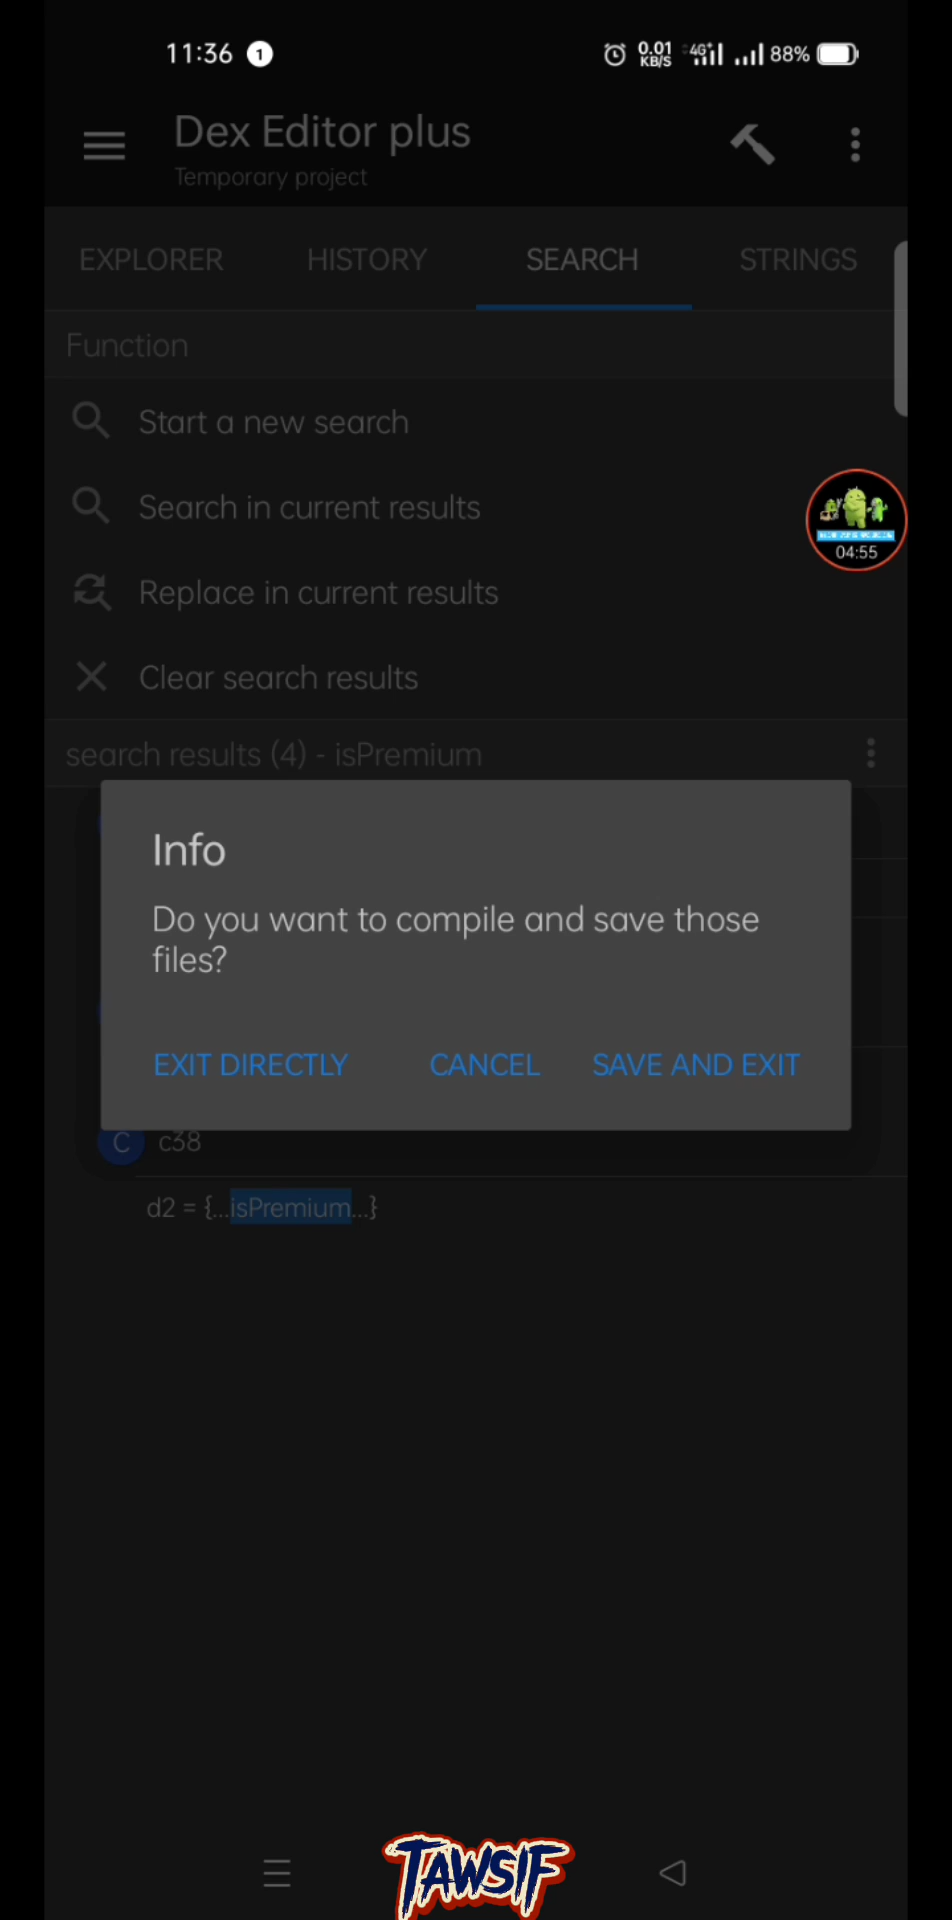 11:36 1 0.01 KB/S 4G+ 88%
Dex Editor plus
Temporary project
EXPLORER HISTORY SEARCH STRINGS
Function
Start a new search
Search in current results
04:55
Replace in current results
Clear search results
search results (4) - isPremium
Info
Do you want to compile and save those
files?
EXIT DIRECTLY CANCEL SAVE AND EXIT
C c38
d2 = {...isPremium...}
TAWSIF